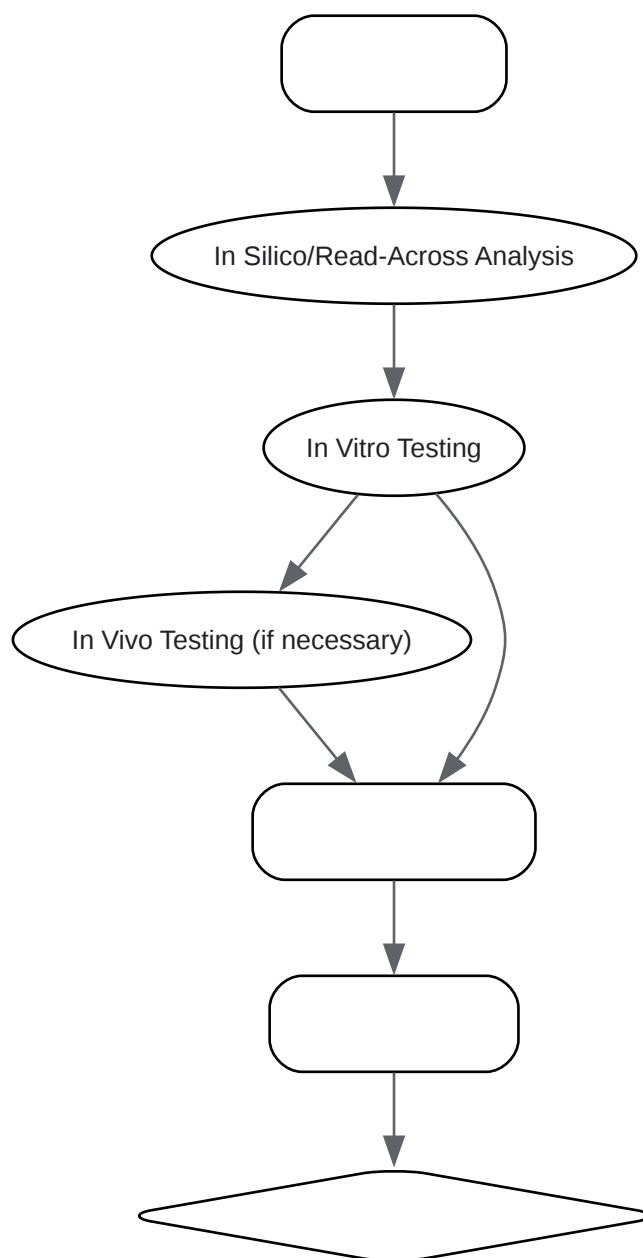 In Silico/Read-Across Analysis
In Vitro Testing
In Vivo Testing (if necessary)